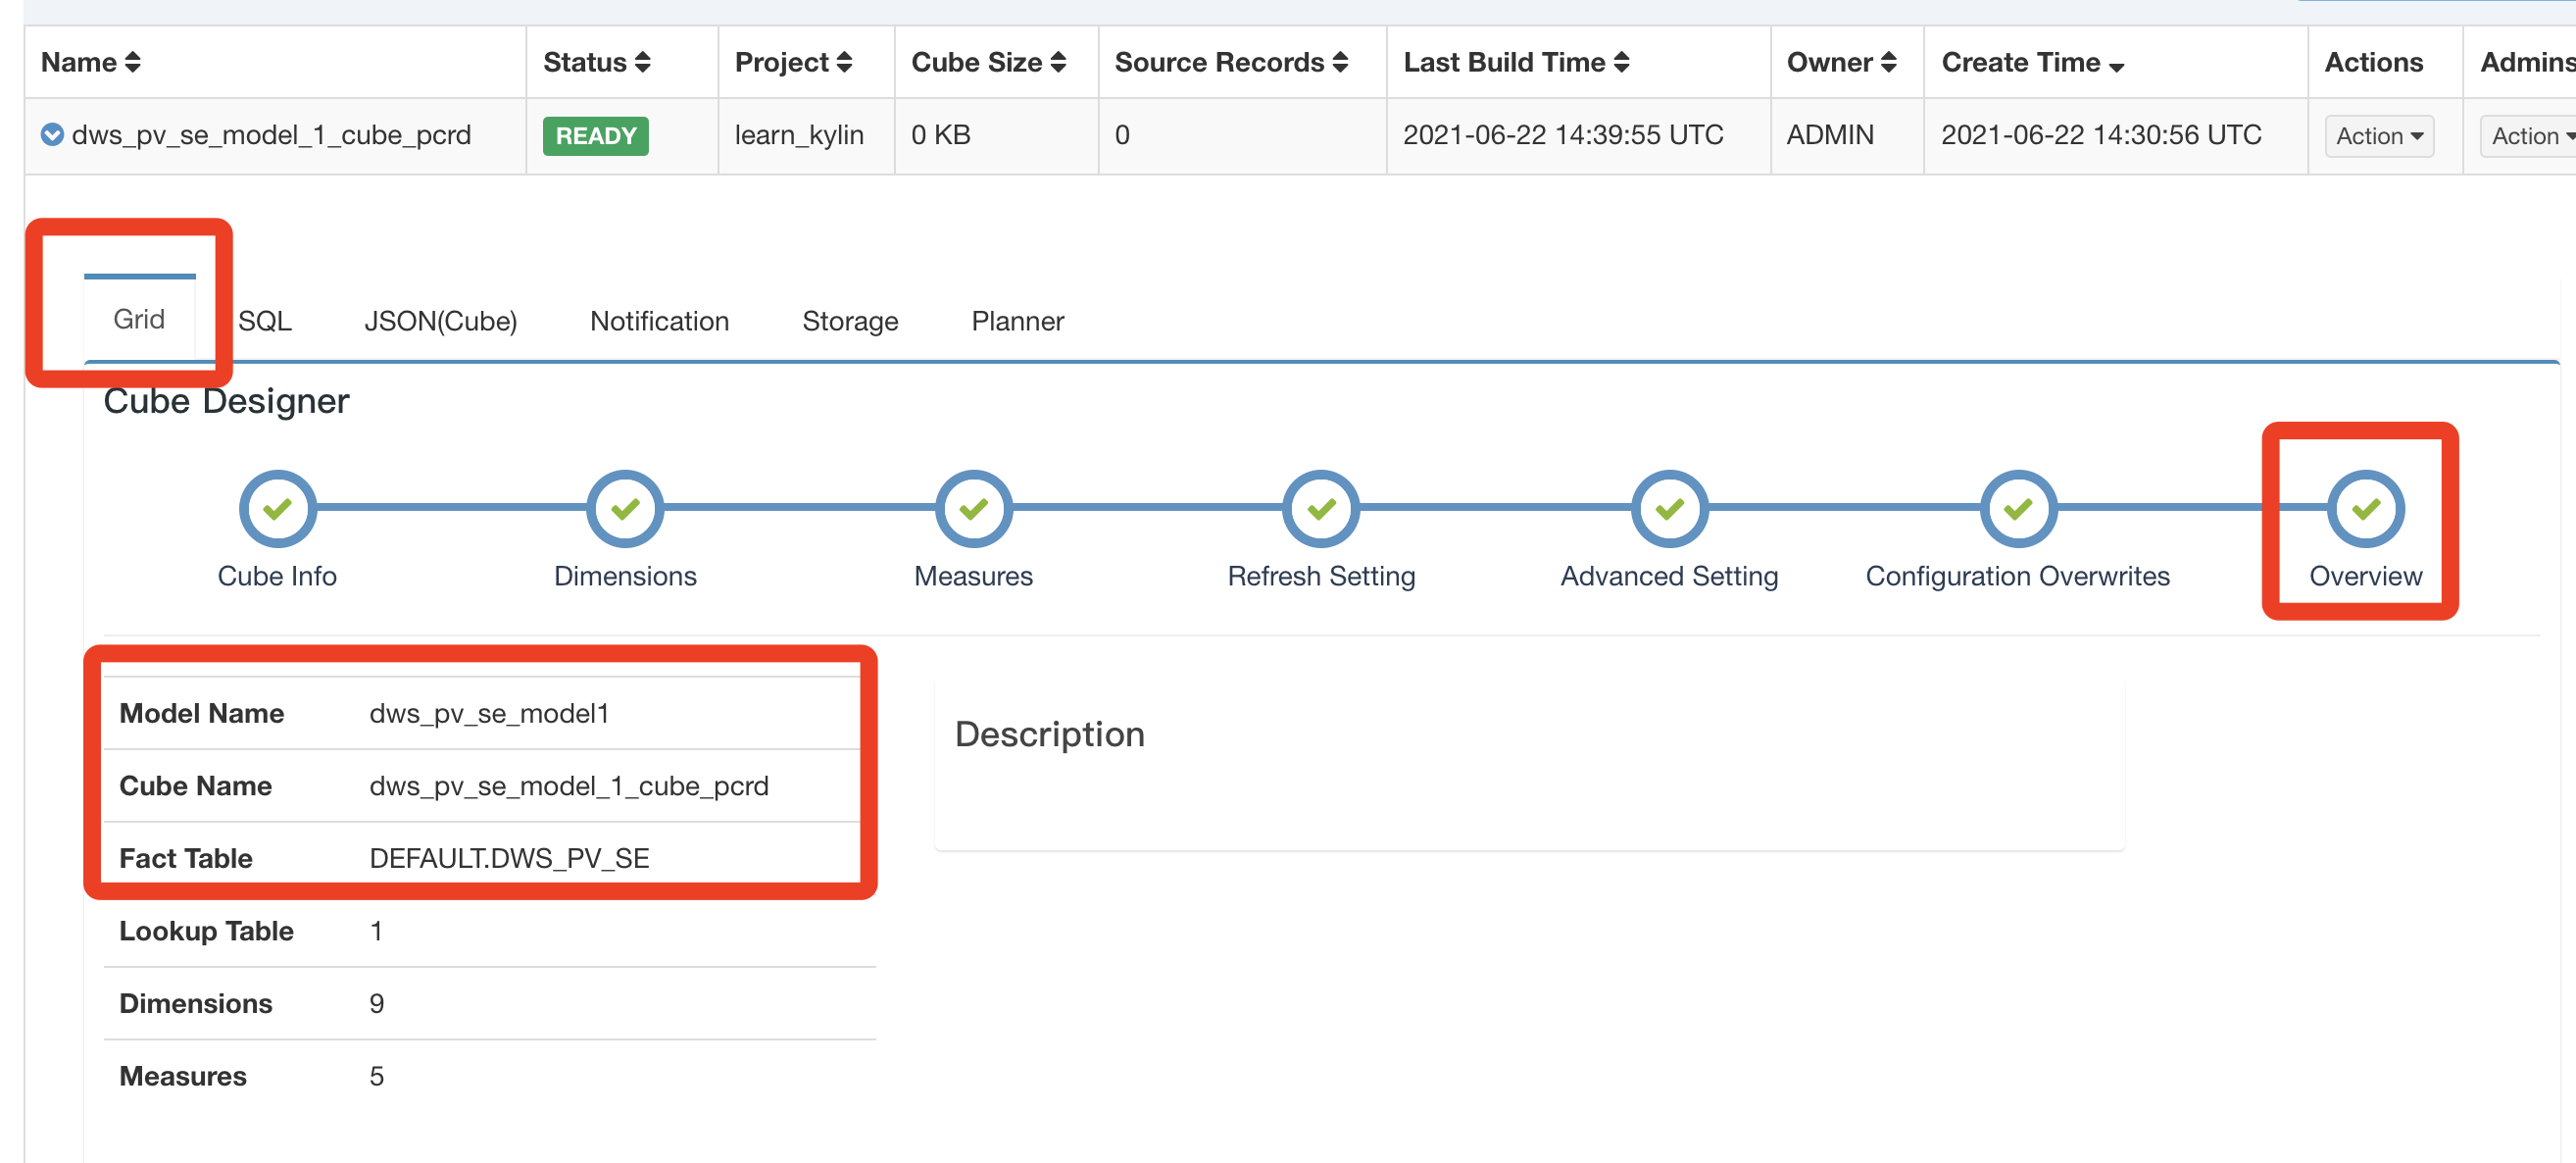 Name Status Project Cube Size Source Records Last Build Time Owner Create Time Actions Admins
dws_pv_se_model_1_cube_pcrd READY learn_kylin 0 KB 0 2021-06-22 14:39:55 UTC ADMIN 2021-06-22 14:30:56 UTC Action Action
Grid SQL JSON(Cube) Notification Storage Planner
Cube Designer
Cube Info Dimensions Measures Refresh Setting Advanced Setting Configuration Overwrites Overview
Model Name dws_pv_se_model1
Description
Cube Name dws_pv_se_model_1_cube_pcrd
Fact Table DEFAULT.DWS_PV_SE
Lookup Table 1
Dimensions 9
Measures 5